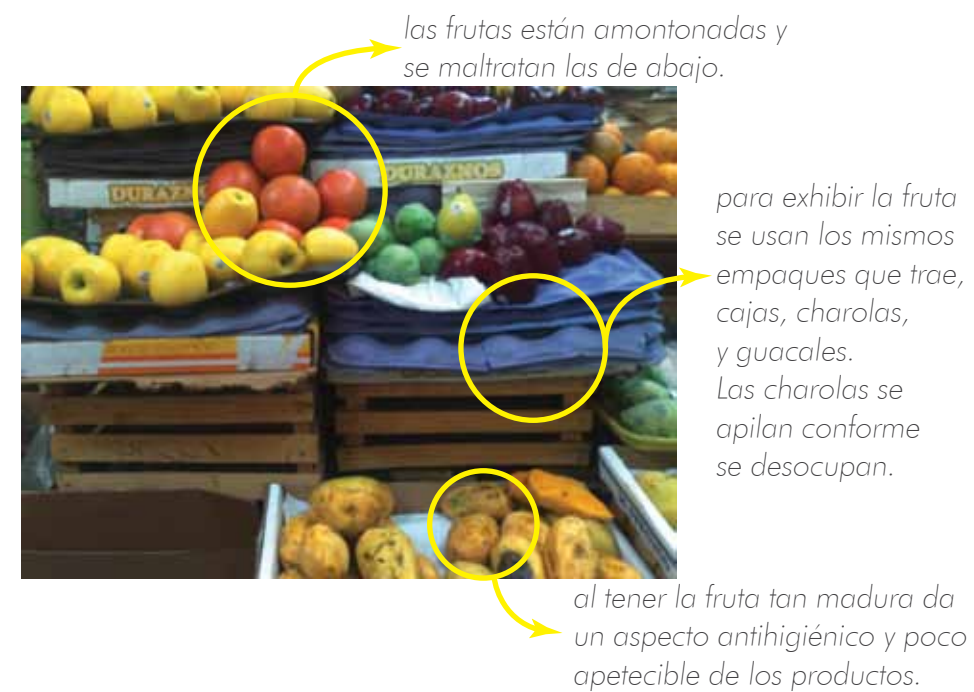 las frutas están amontonadas y
se maltratan las de abajo.
DURAZNOS
para exhibir la fruta
se usan los mismos
empaques que trae,
cajas, charolas,
y guacales.
Las charolas se
apilan conforme
se desocupan.
al tener la fruta tan madura da
un aspecto antihigiénico y poco
apetecible de los productos.